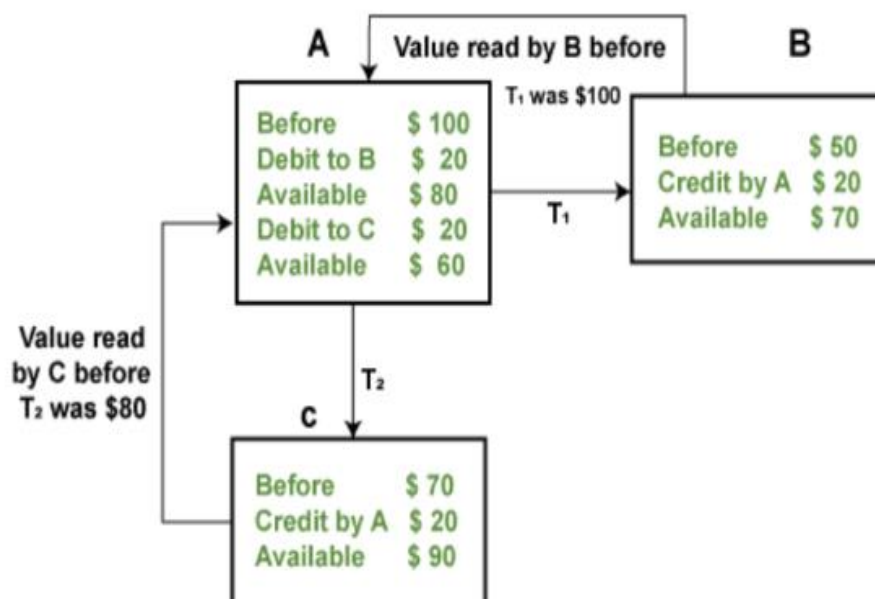 A
Value read by B before
T₁ was $100
B
Before $ 100
Debit to B $ 20
Available $ 80
Debit to C $ 20
Available $ 60
T₁
Before $ 50
Credit by A $ 20
Available $ 70
Value read
by C before
T₂ was $80
T₂
C
Before $ 70
Credit by A $ 20
Available $ 90